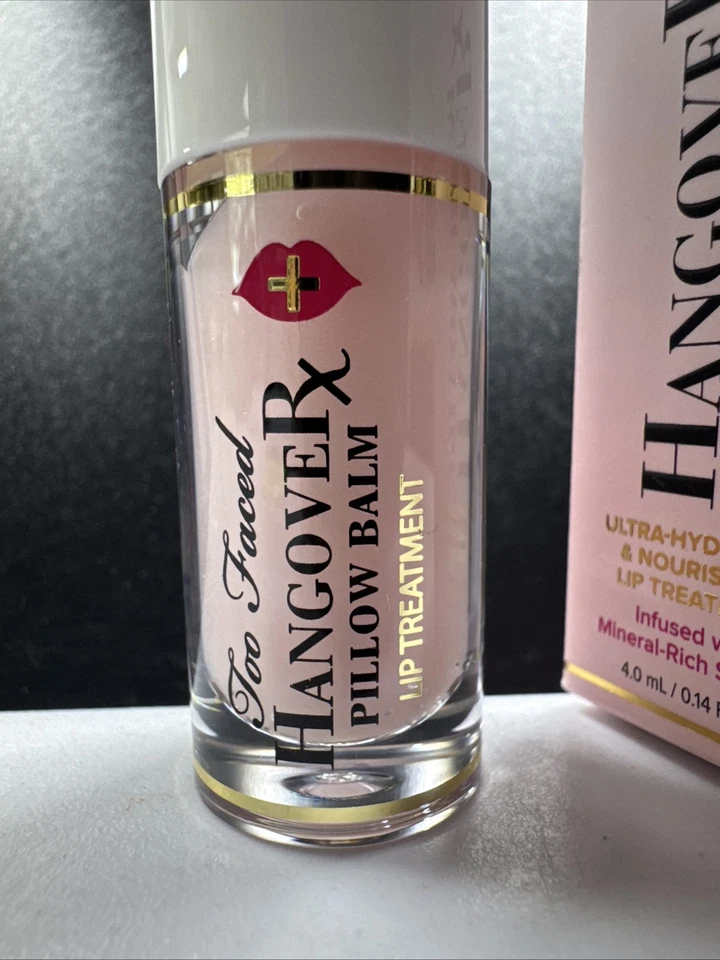 Too Faced
HANGOVERX
PILLOW BALM
LIP TREATMENT
HANGOVE
ULTRA-HYD
& NOURIS
LIP TREAT
Infused
Mineral-Rich S
4.0 mL / 0.14 F